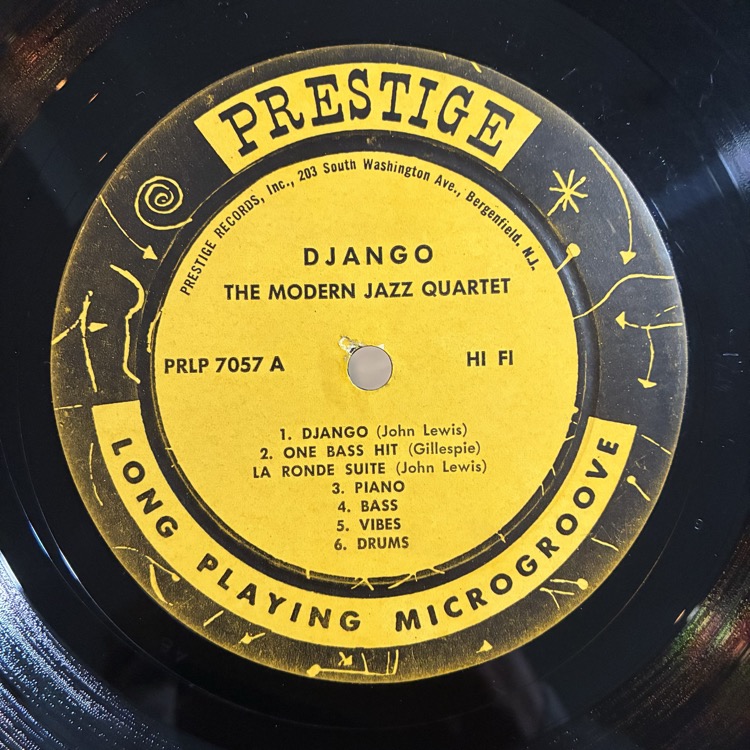 PRESTIGE
PRESTIGE RECORDS, Inc., 203 South Washington Ave., Bergenfield, N.J.
DJANGO
THE MODERN JAZZ QUARTET
PRLP 7057 A HI FI
1. DJANGO (John Lewis)
2. ONE BASS HIT (Gillespie)
LA RONDE SUITE (John Lewis)
3. PIANO
4. BASS
5. VIBES
6. DRUMS
LONG PLAYING MICROGROOVE